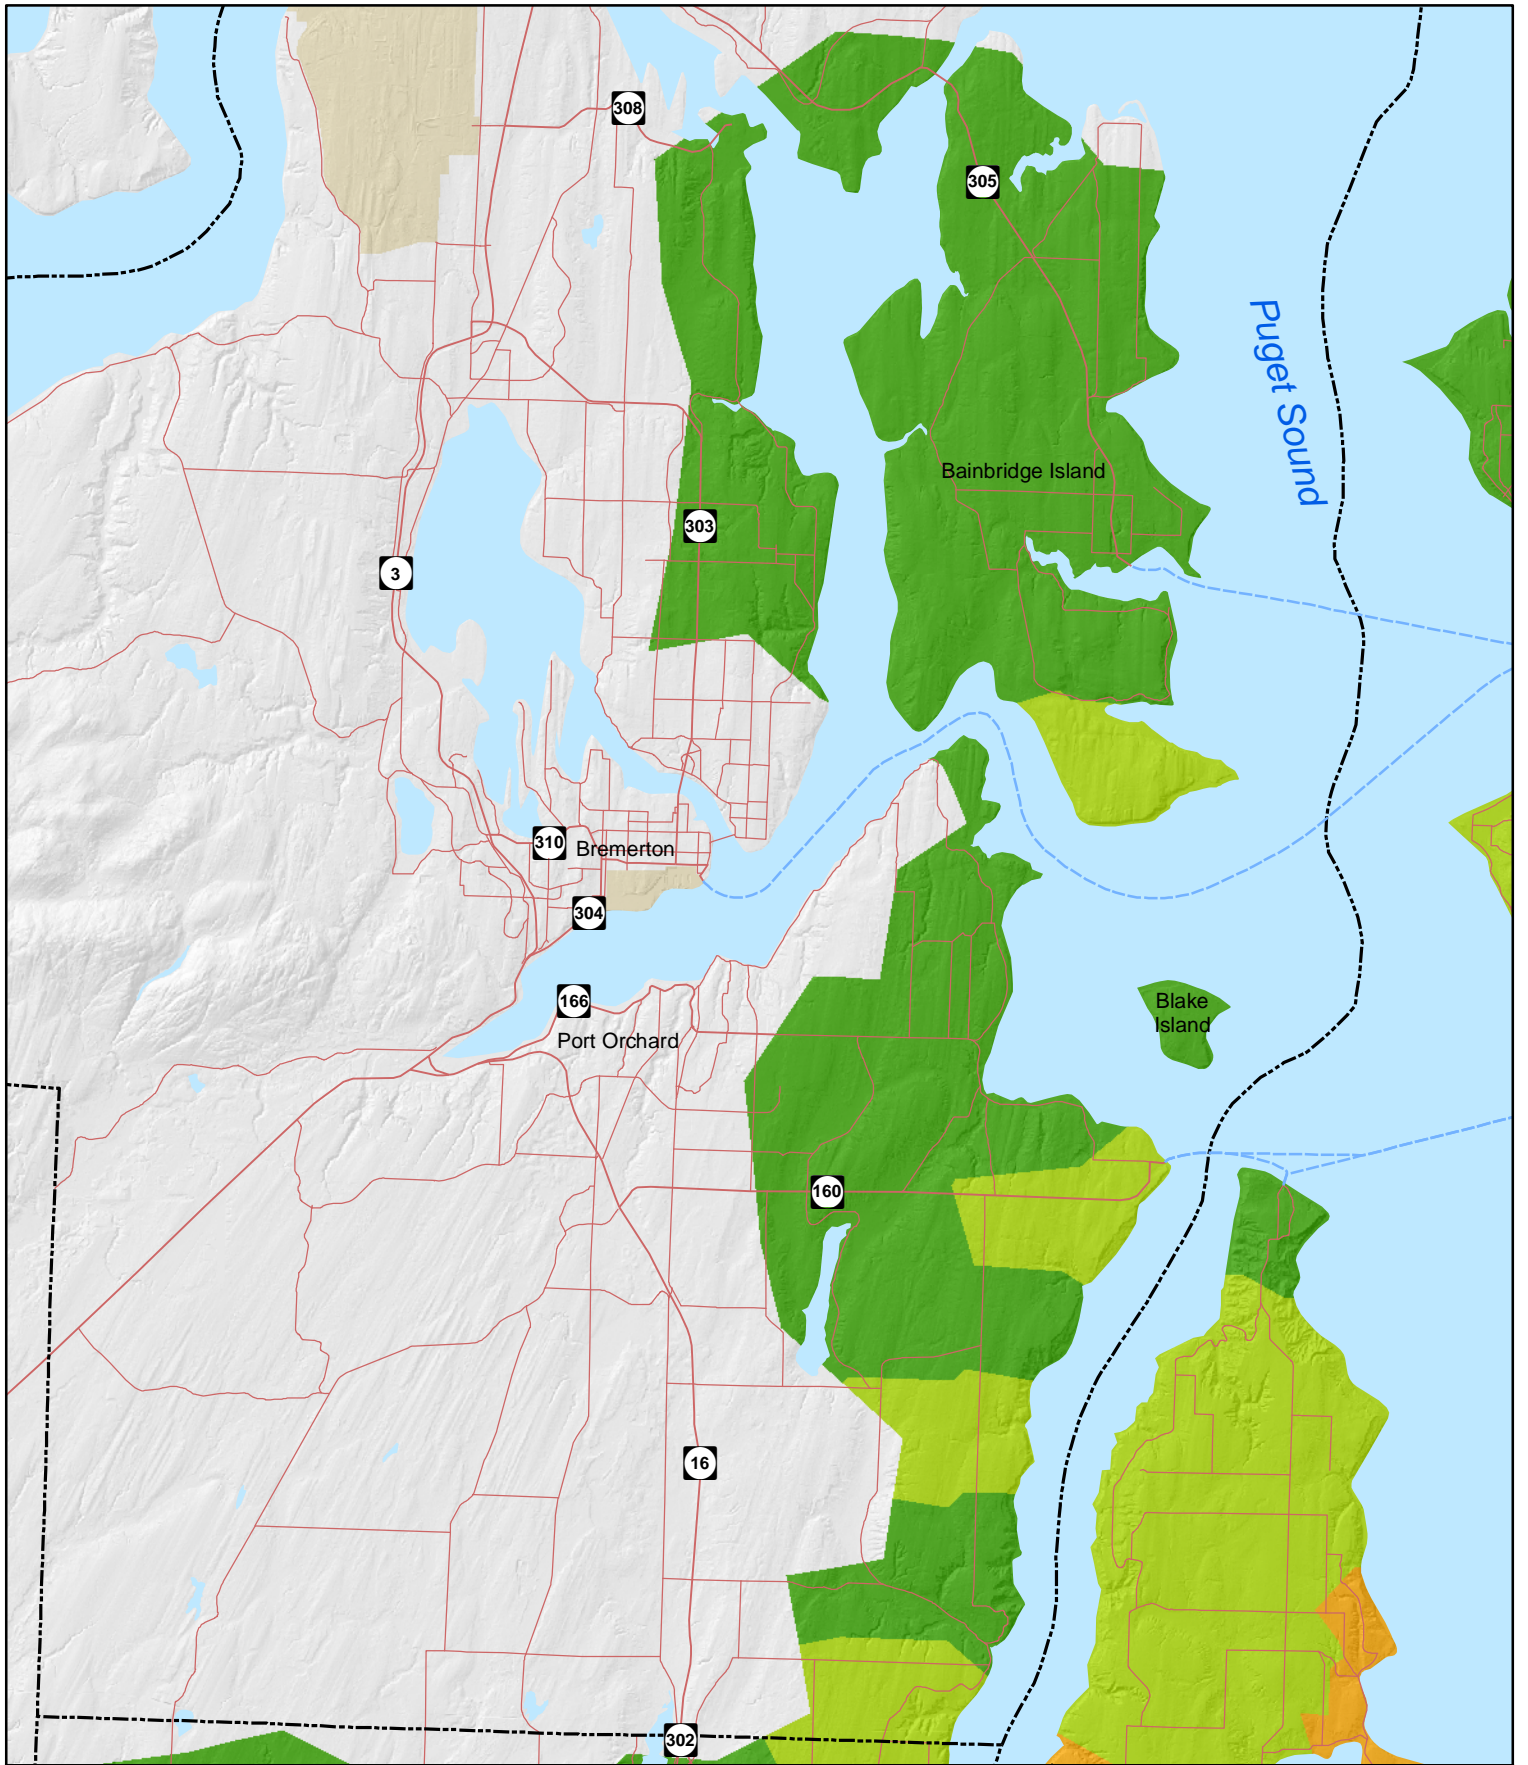 308
305
Puget Sound
Bainbridge Island
303
3
310
Bremerton
304
166
Port Orchard
Blake
Island
160
16
302